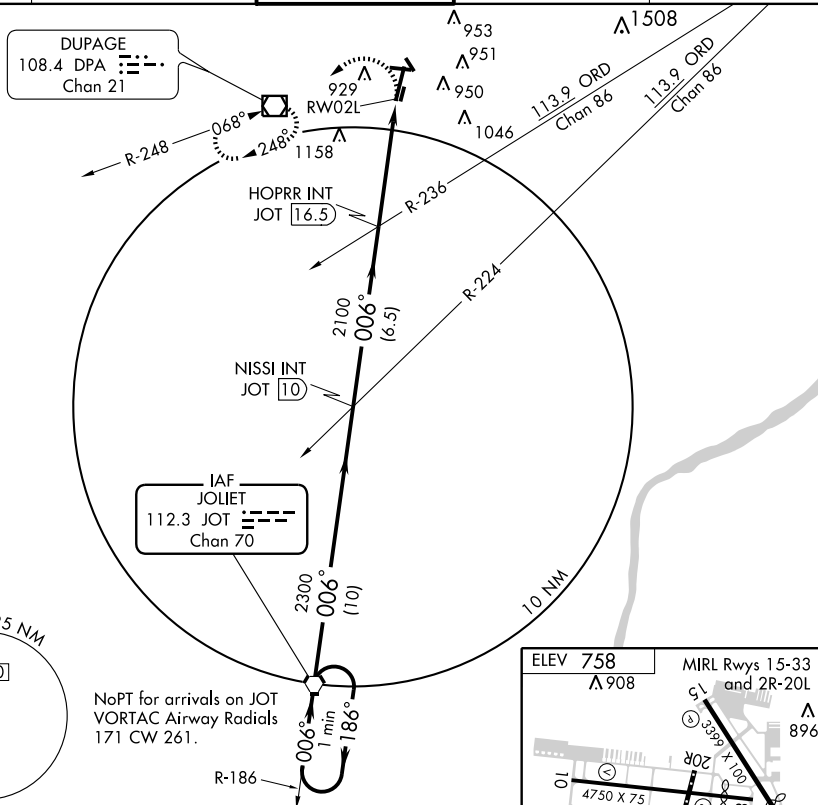 DUPAGE
108.4 DPA
Chan 21
953
1508
951
950
1046
929
RW02L
1158
113.9 ORD
Chan 86
113.9 ORD
Chan 86
068°
248°
R-248
HOPRR INT
JOT 16.5
R-236
R-224
2100
006°
(6.5)
NISSI INT
JOT 10
IAF
JOLIET
112.3 JOT
Chan 70
2300
006°
(10)
10 NM
5 NM
NoPT for arrivals on JOT
VORTAC Airway Radials
171 CW 261.
006°
1 min
186°
R-186
ELEV 758
908
MIRL Rwys 15-33
and 2R-20L
896
15
3399 X 100
P
20R
V
10
4750 X 75